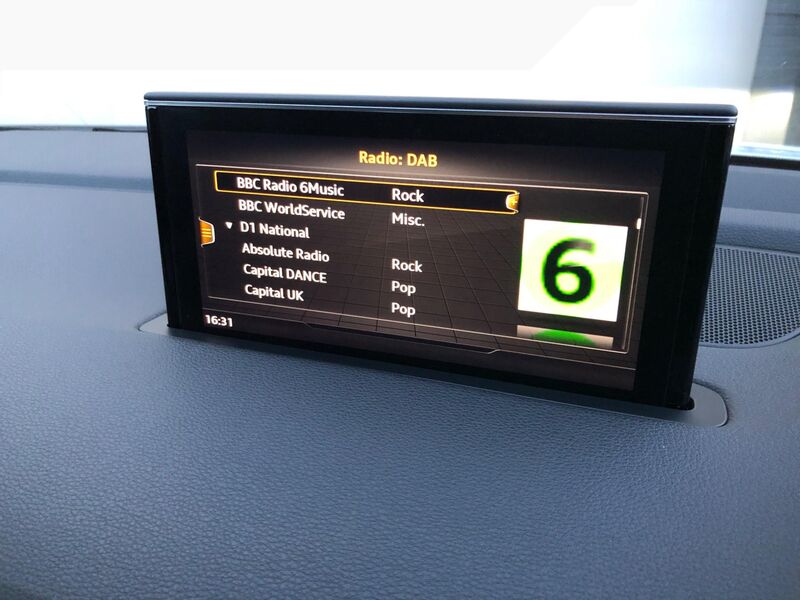 Radio: DAB
BBC Radio 6Music Rock
BBC WorldService Misc.
▼ D1 National
Absolute Radio Rock
Capital DANCE Pop
Capital UK Pop
6
16:31